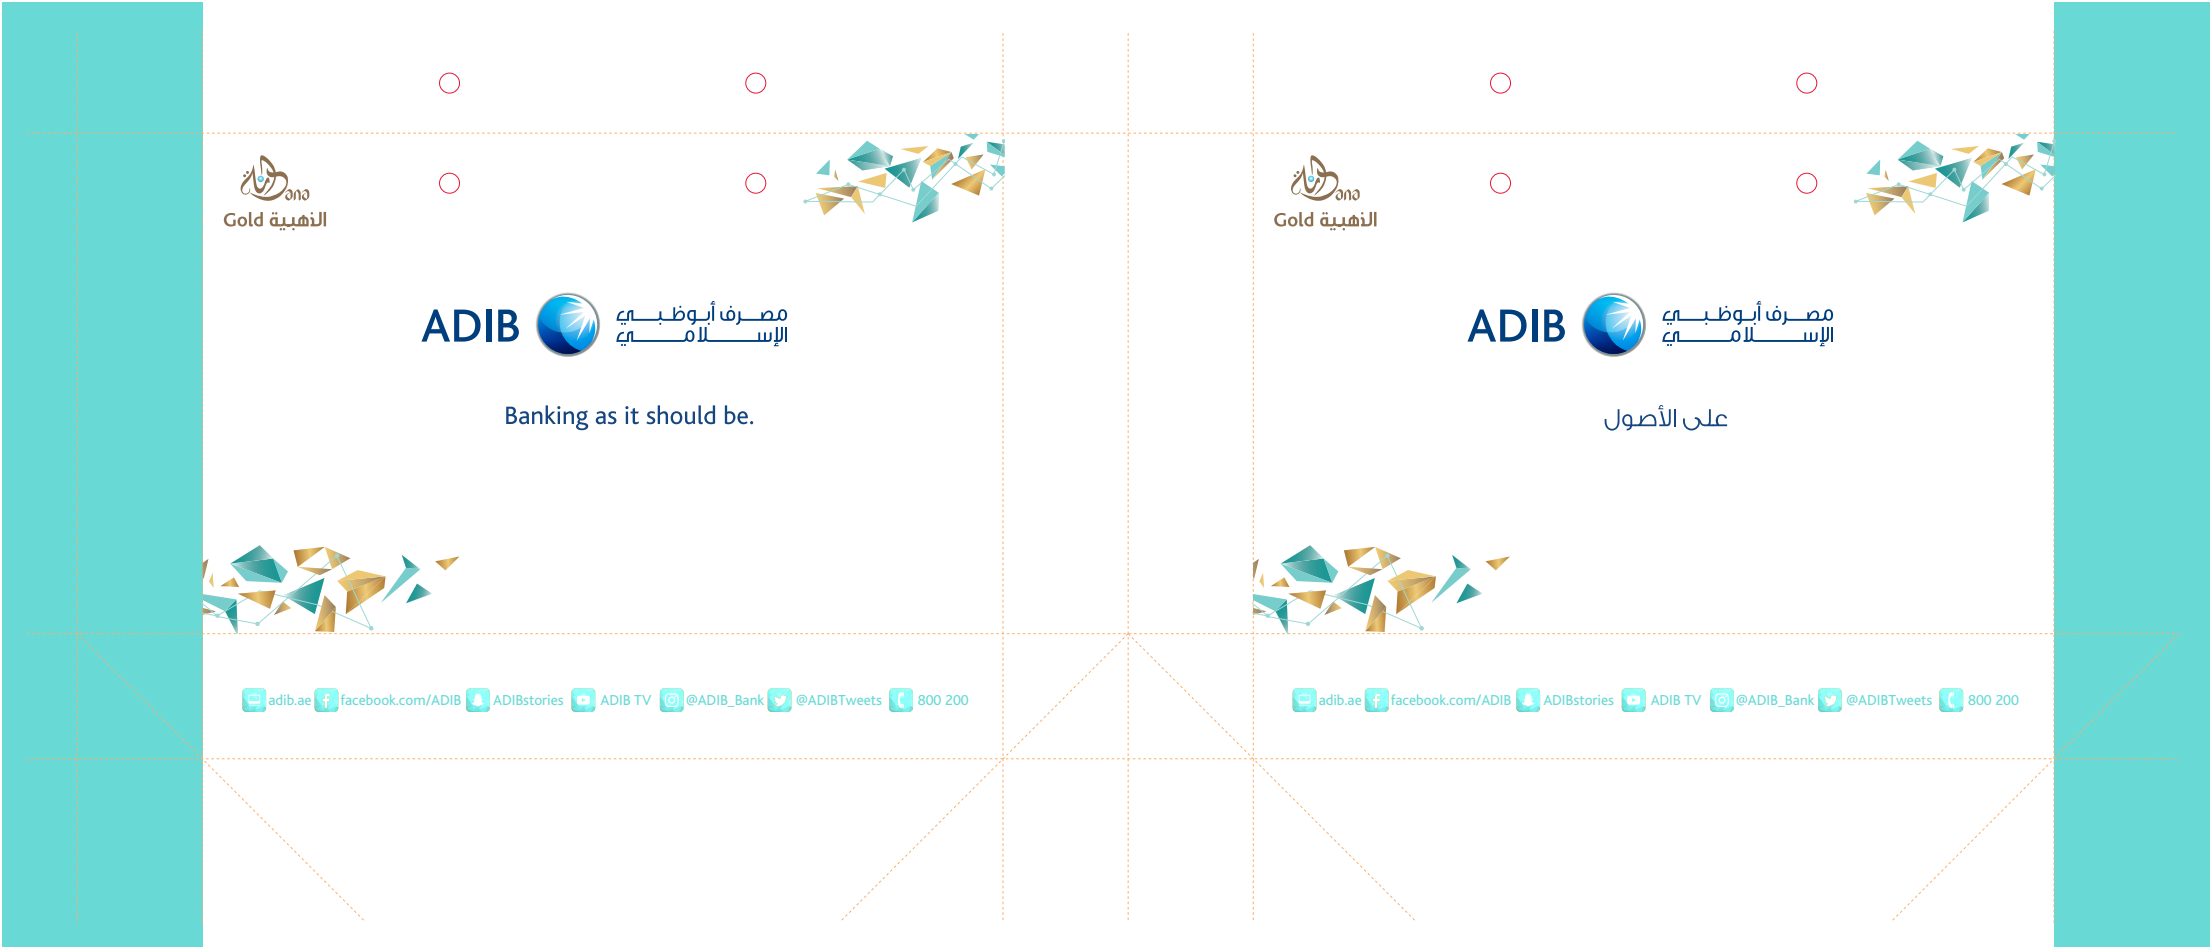 دانة
Dana
Gold الذهبية
ADIB
مصرف أبوظبي
الإسلامي
Banking as it should be.
adib.ae facebook.com/ADIB ADIBstories ADIB TV @ADIB_Bank @ADIBTweets 800 200
دانة
Dana
Gold الذهبية
ADIB
مصرف أبوظبي
الإسلامي
على الأصول
adib.ae facebook.com/ADIB ADIBstories ADIB TV @ADIB_Bank @ADIBTweets 800 200